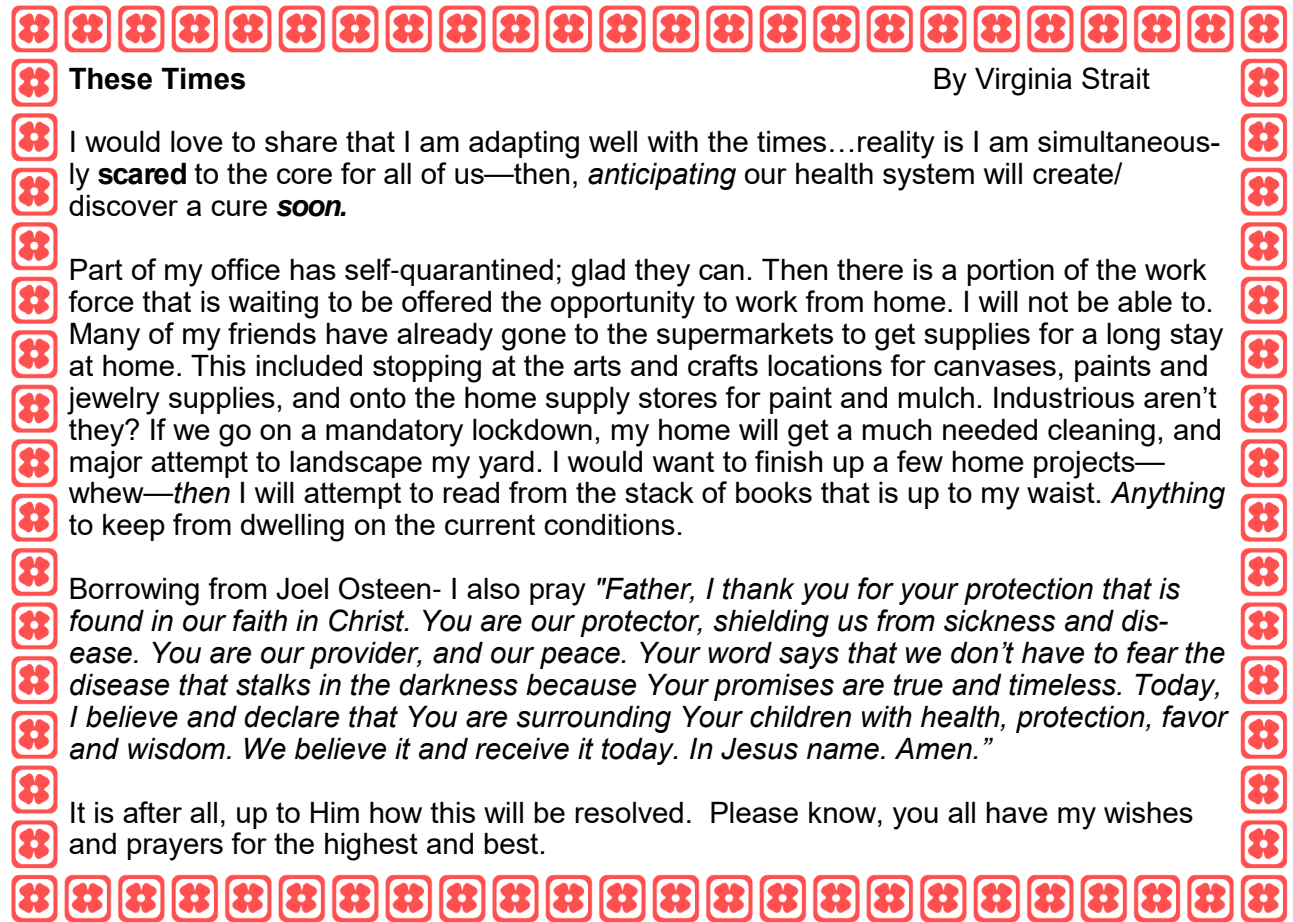 These Times By Virginia Strait
I would love to share that I am adapting well with the times…reality is I am simultaneous-
ly scared to the core for all of us—then, anticipating our health system will create/
discover a cure soon.
Part of my office has self-quarantined; glad they can. Then there is a portion of the work
force that is waiting to be offered the opportunity to work from home. I will not be able to.
Many of my friends have already gone to the supermarkets to get supplies for a long stay
at home. This included stopping at the arts and crafts locations for canvases, paints and
jewelry supplies, and onto the home supply stores for paint and mulch. Industrious aren’t
they? If we go on a mandatory lockdown, my home will get a much needed cleaning, and
major attempt to landscape my yard. I would want to finish up a few home projects—
whew—then I will attempt to read from the stack of books that is up to my waist. Anything
to keep from dwelling on the current conditions.
Borrowing from Joel Osteen- I also pray "Father, I thank you for your protection that is
found in our faith in Christ. You are our protector, shielding us from sickness and dis-
ease. You are our provider, and our peace. Your word says that we don’t have to fear the
disease that stalks in the darkness because Your promises are true and timeless. Today,
I believe and declare that You are surrounding Your children with health, protection, favor
and wisdom. We believe it and receive it today. In Jesus name. Amen.”
It is after all, up to Him how this will be resolved.  Please know, you all have my wishes
and prayers for the highest and best.